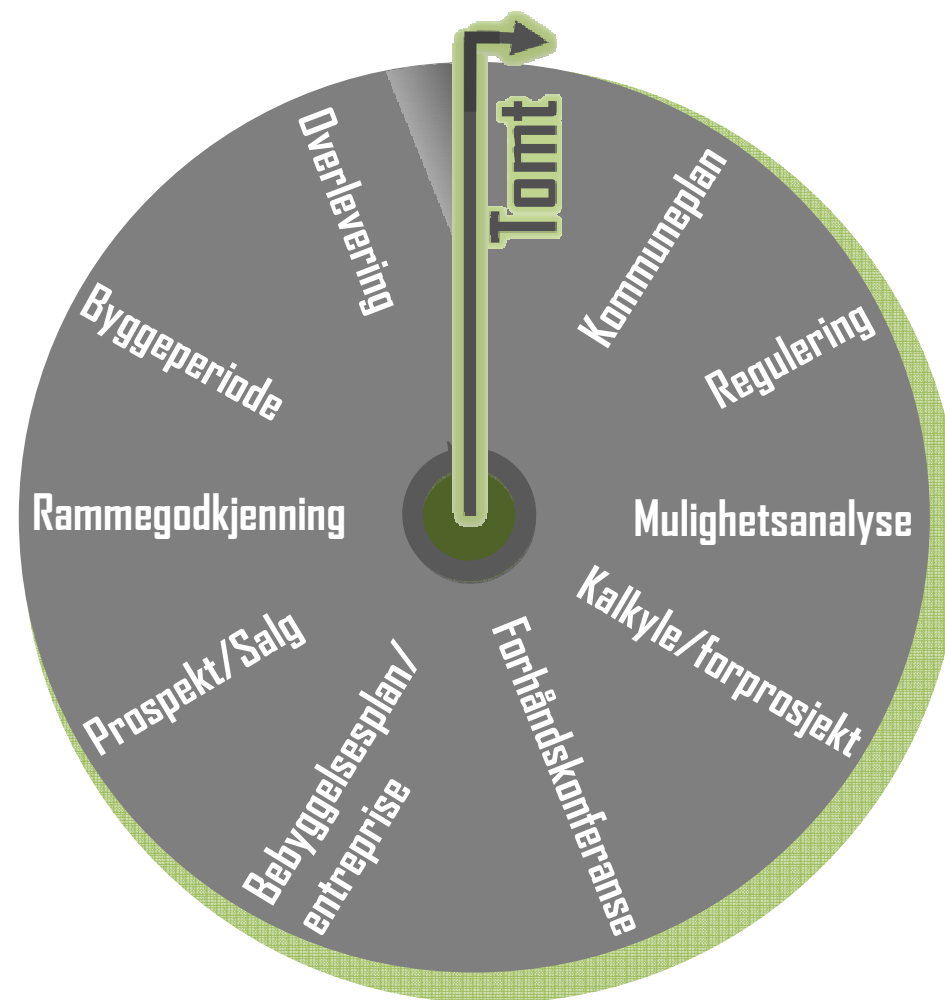 Tomt
Kommuneplan
Regulering
Mulighetsanalyse
Kalkyle/forprosjekt
Forhåndskonferanse
Bebyggelsesplan/
entreprise
Prospekt/Salg
Rammegodkjenning
Byggeperiode
Overlevering